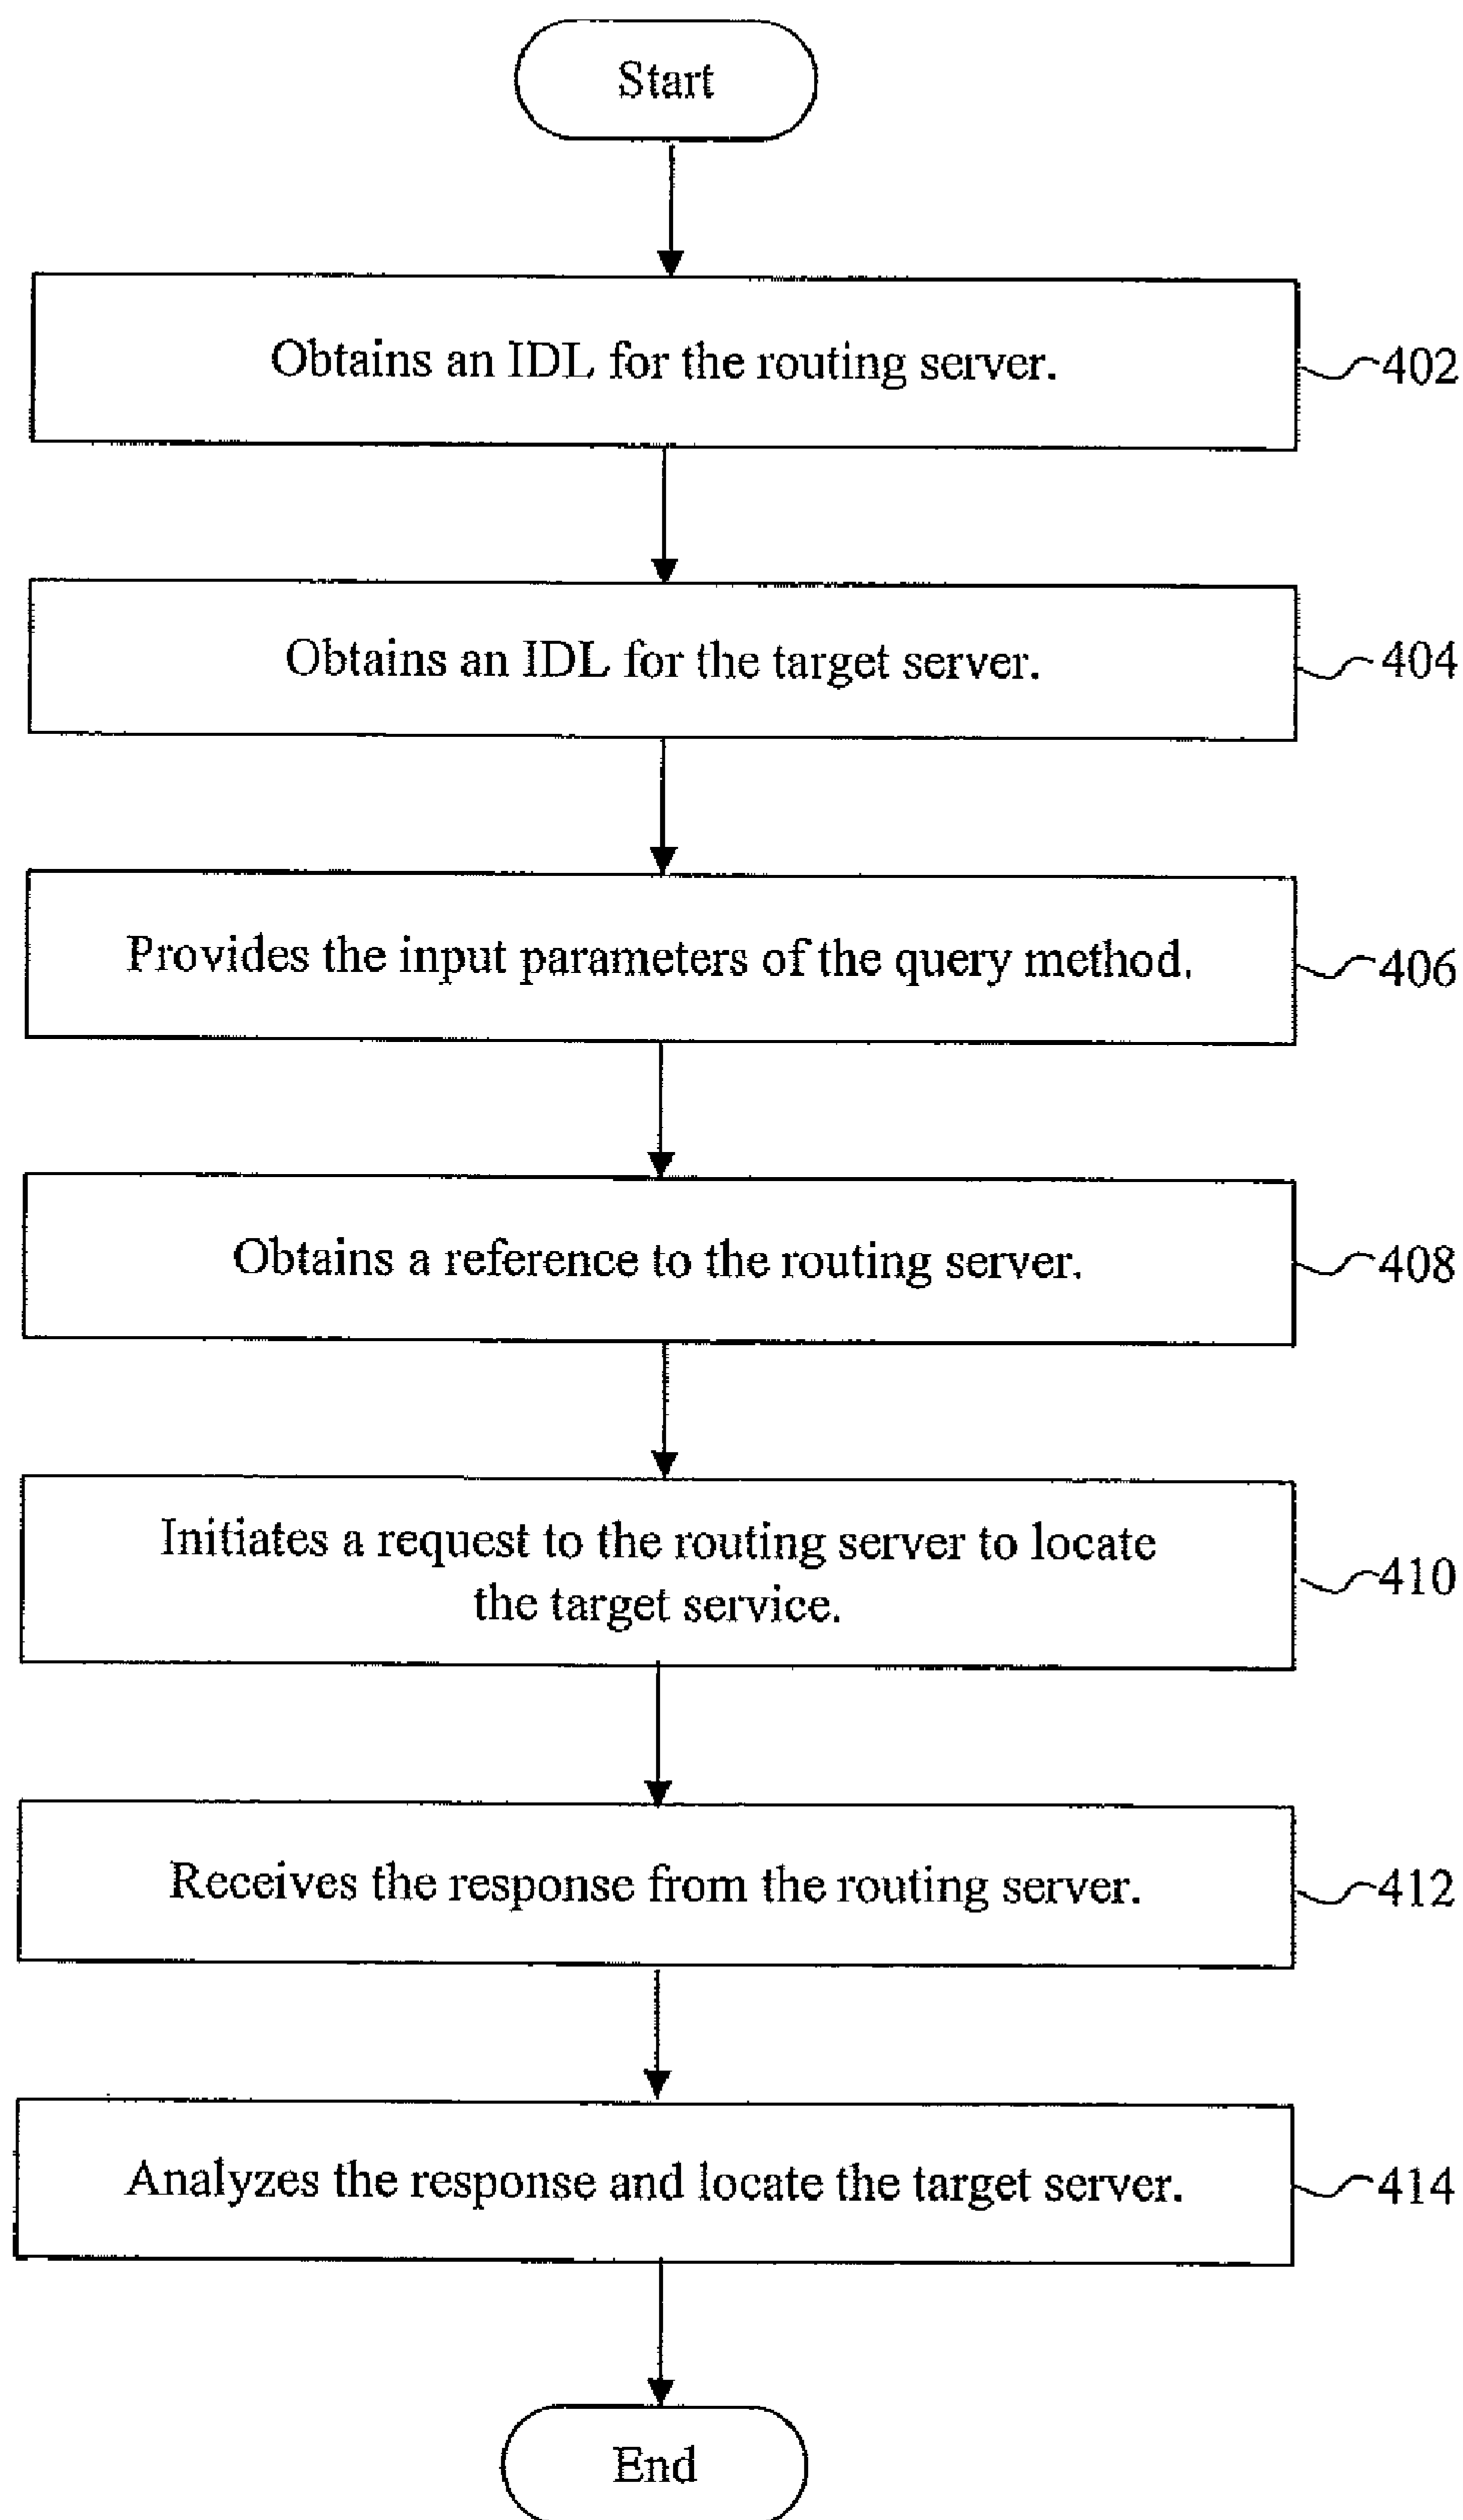 Start
Obtains an IDL for the routing server.
402
Obtains an IDL for the target server.
404
Provides the input parameters of the query method.
406
Obtains a reference to the routing server.
408
Initiates a request to the routing server to locate
the target service.
410
Receives the response from the routing server.
412
Analyzes the response and locate the target server.
414
End